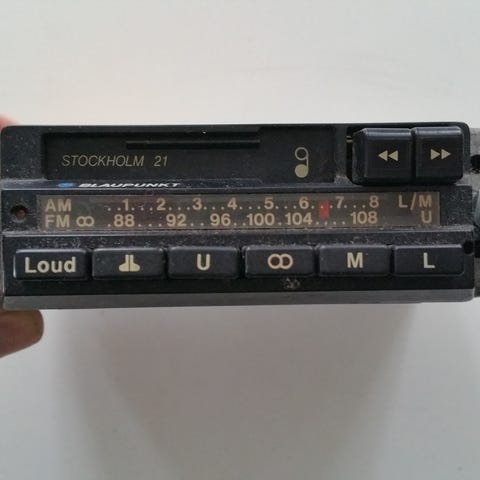 STOCKHOLM 21
BLAUPUNKT
AM ..1..2...3...4...5...6...7..8 L/M
FM ∞ .88...92..96..100.104...108 U
Loud U ∞ M L